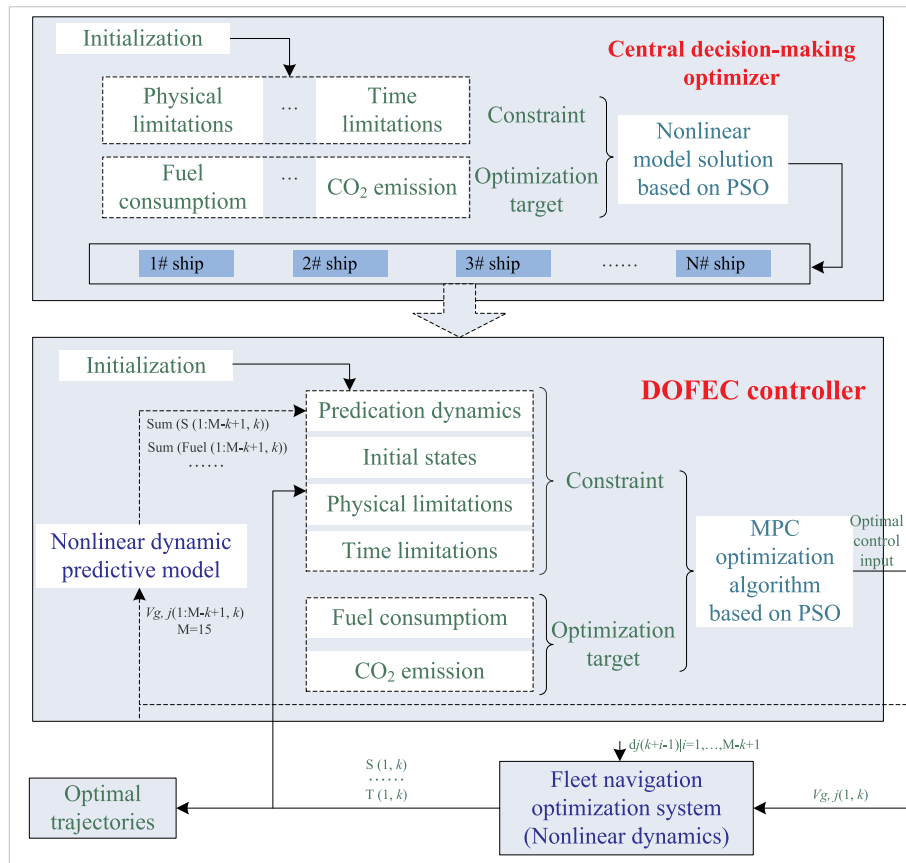 Initialization
Central decision-making
optimizer
Physical
limitations
...
Time
limitations
Constraint
Fuel
consumptiom
...
CO₂ emission
Optimization
target
Nonlinear
model solution
based on PSO
1# ship
2# ship
3# ship
......
N# ship
Initialization
DOFEC controller
Sum (S (1:M-k+1, k))
Sum (Fuel (1:M-k+1, k))
......
Predication dynamics
Initial states
Physical limitations
Time limitations
Constraint
Nonlinear dynamic
predictive model
Vg, j(1:M-k+1, k)
M=15
Fuel consumptiom
CO₂ emission
Optimization
target
MPC
optimization
algorithm
based on PSO
Optimal
control
input
dj(k+i-1)|i=1,...,M-k+1
S (1, k)
......
T (1, k)
Optimal
trajectories
Fleet navigation
optimization system
(Nonlinear dynamics)
Vg, j(1, k)